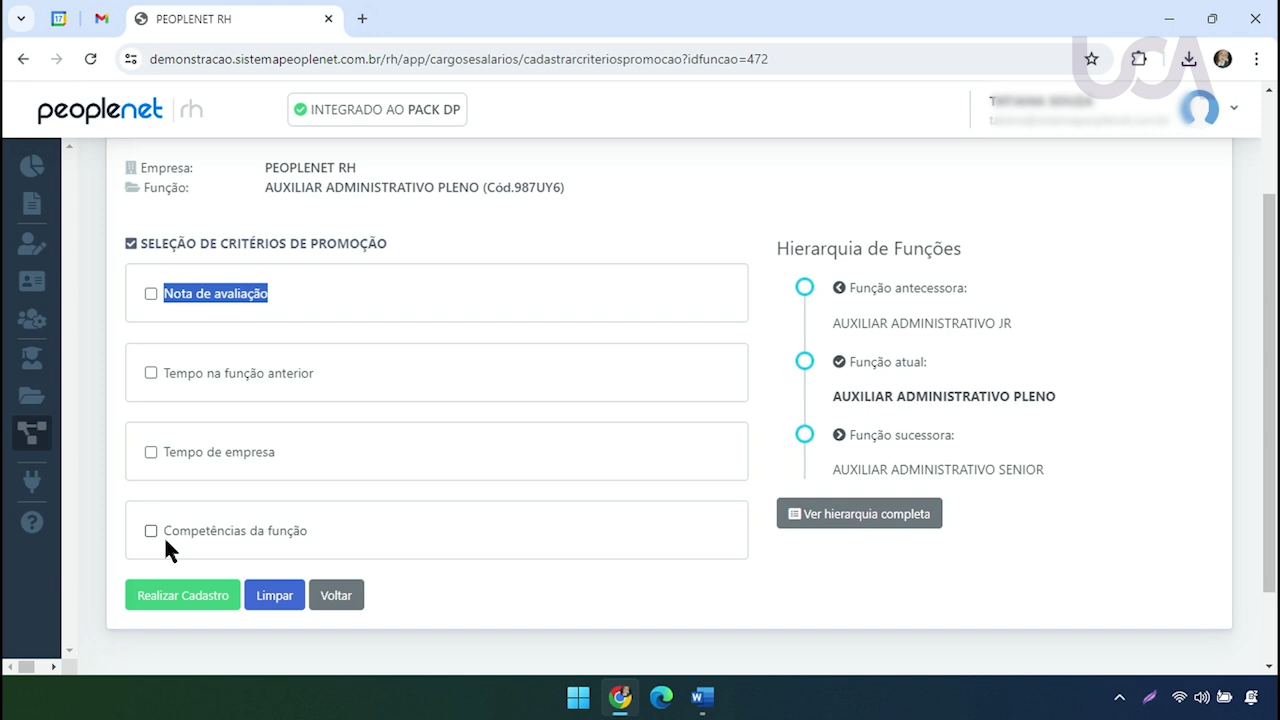 PEOPLENET RH
demonstracao.sistemapeoplenet.com.br/rh/app/cargosesalarios/cadastrarcriteriospromocao?idfuncao=472
bca
peoplenet rh
INTEGRADO AO PACK DP
Empresa: PEOPLENET RH
Função: AUXILIAR ADMINISTRATIVO PLENO (Cód.987UY6)
SELEÇÃO DE CRITÉRIOS DE PROMOÇÃO
Nota de avaliação
Tempo na função anterior
Tempo de empresa
Competências da função
Realizar Cadastro Limpar Voltar
Hierarquia de Funções
Função antecessora:
AUXILIAR ADMINISTRATIVO JR
Função atual:
AUXILIAR ADMINISTRATIVO PLENO
Função sucessora:
AUXILIAR ADMINISTRATIVO SENIOR
Ver hierarquia completa